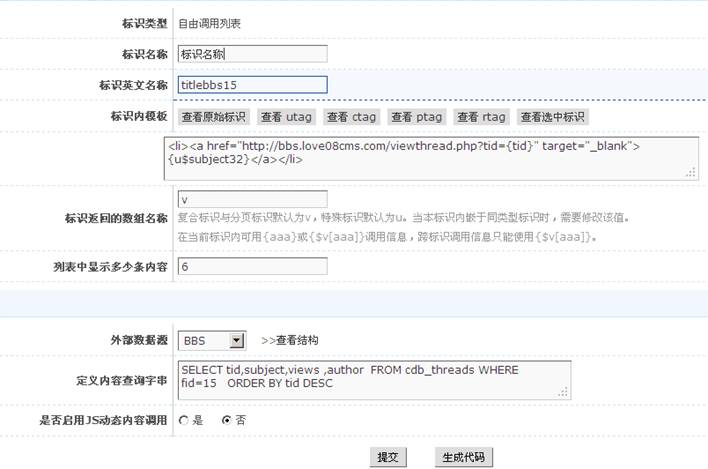 标识类型 自由调用列表
标识名称 标识名称
标识英文名称 titlebbs15
标识内模板 查看原始标识 查看 utag 查看 ctag 查看 ptag 查看 rtag 查看选中标识
<li><a href="http://bbs.love08cms.com/viewthread.php?tid={tid}" target="_blank">
{u$subject32}</a></li>
标识返回的数组名称 v
复合标识与分页标识默认为v，特殊标识默认为u。当本标识内嵌于同类型标识时，需要修改该值。
在当前标识内可用{aaa}或{$v[aaa]}调用信息，跨标识调用信息只能使用{$v[aaa]}。
列表中显示多少条内容 6
外部数据源 BBS >>查看结构
定义内容查询字串 SELECT tid,subject,views ,author FROM cdb_threads WHERE
fid=15 ORDER BY tid DESC
是否启用JS动态内容调用 是 否
提交 生成代码